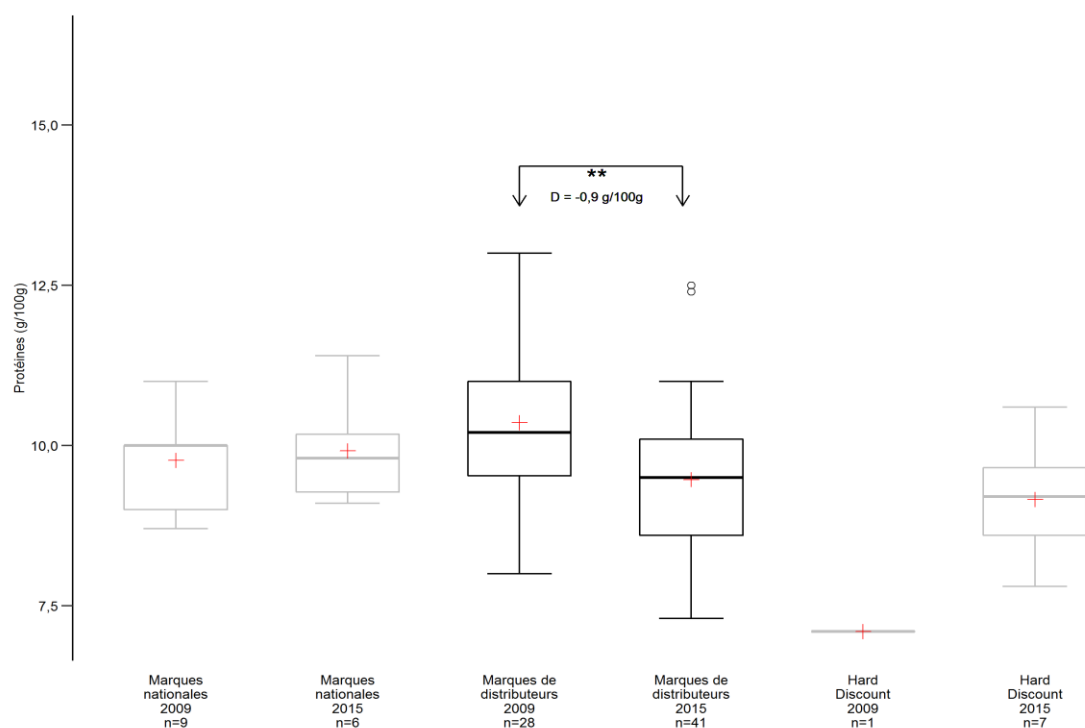 15,0
**
D = -0,9 g/100g
12,5
Protéines (g/100g)
10,0
7,5
Marques
nationales
2009
n=9
Marques
nationales
2015
n=6
Marques de
distributeurs
2009
n=28
Marques de
distributeurs
2015
n=41
Hard
Discount
2009
n=1
Hard
Discount
2015
n=7